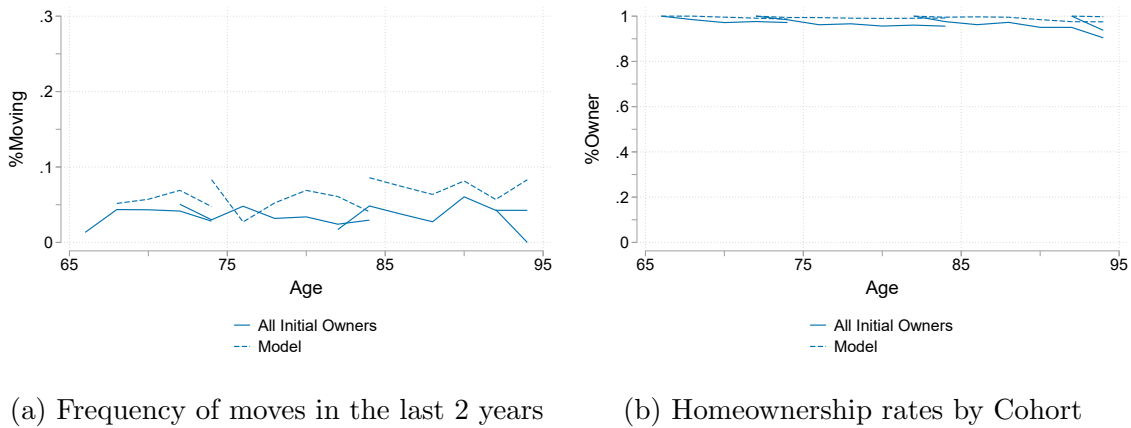 .3
.2
.1
0
%Moving
65
75
85
95
Age
All Initial Owners
Model
(a) Frequency of moves in the last 2 years
1
.8
.6
.4
.2
0
%Owner
65
75
85
95
Age
All Initial Owners
Model
(b) Homeownership rates by Cohort